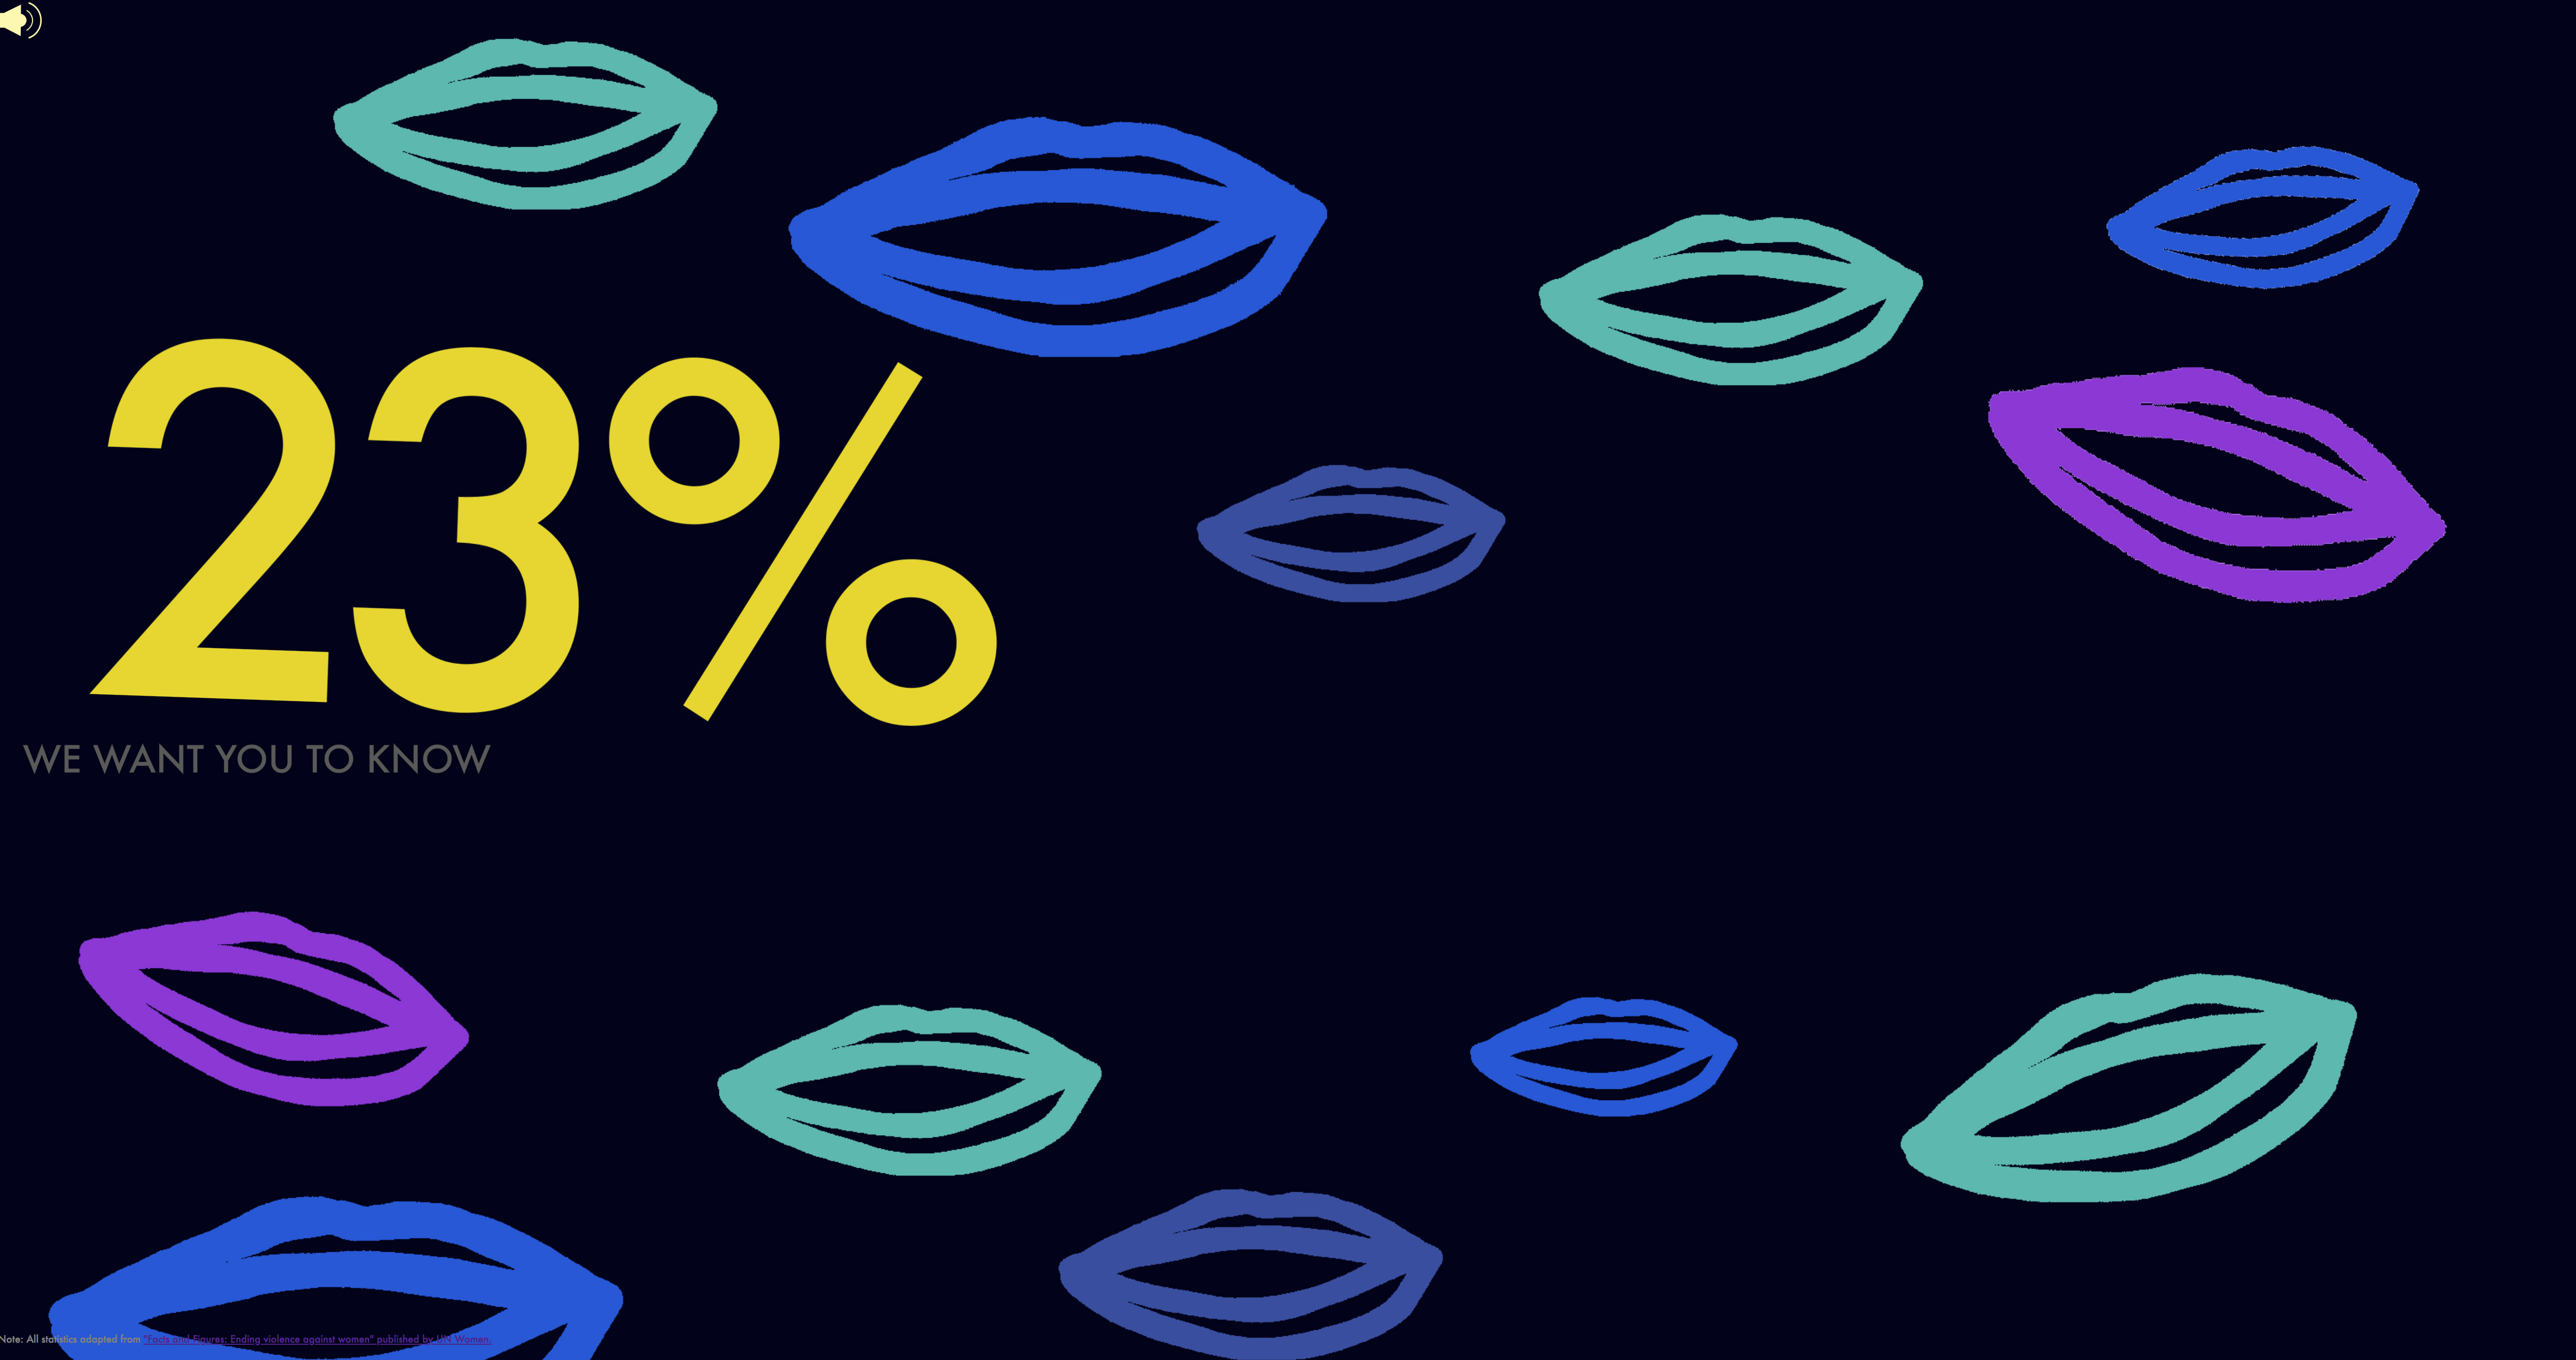 23%
WE WANT YOU TO KNOW
Note: All statistics adapted from "Facts and Figures: Ending violence against women" published by UN Women.